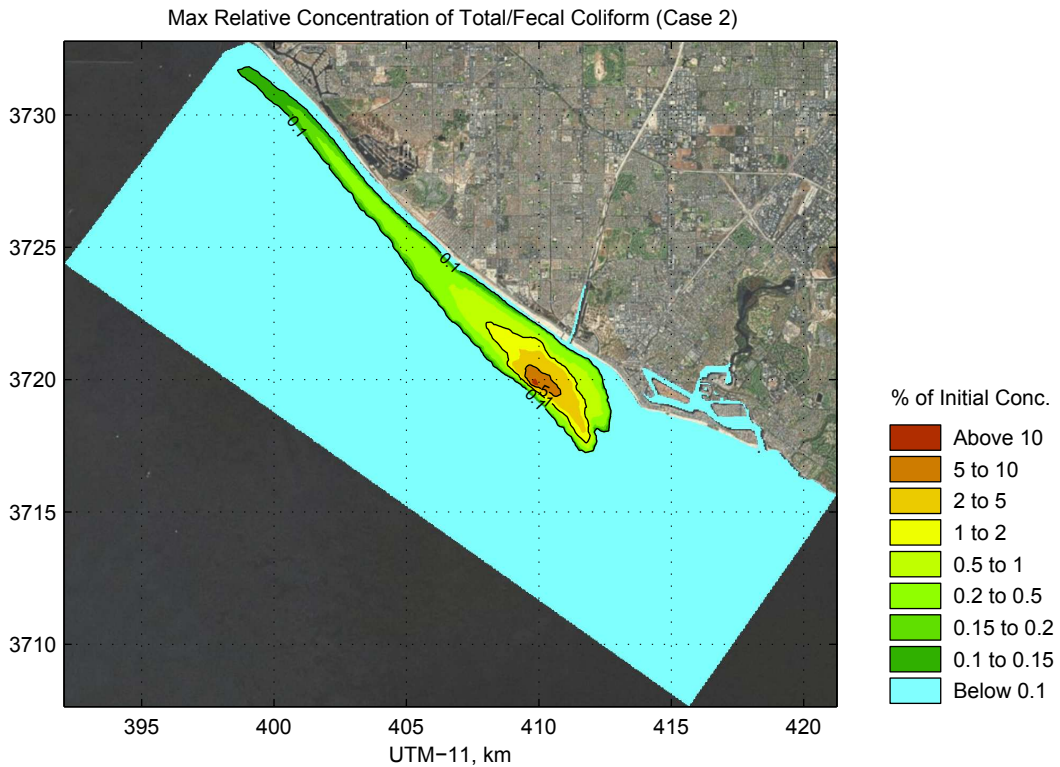 Max Relative Concentration of Total/Fecal Coliform (Case 2)
3730
3725
3720
3715
3710
0.1
0.1
0.1
5
1
395
400
405
410
415
420
UTM−11, km
% of Initial Conc.
Above 10
5 to 10
2 to 5
1 to 2
0.5 to 1
0.2 to 0.5
0.15 to 0.2
0.1 to 0.15
Below 0.1